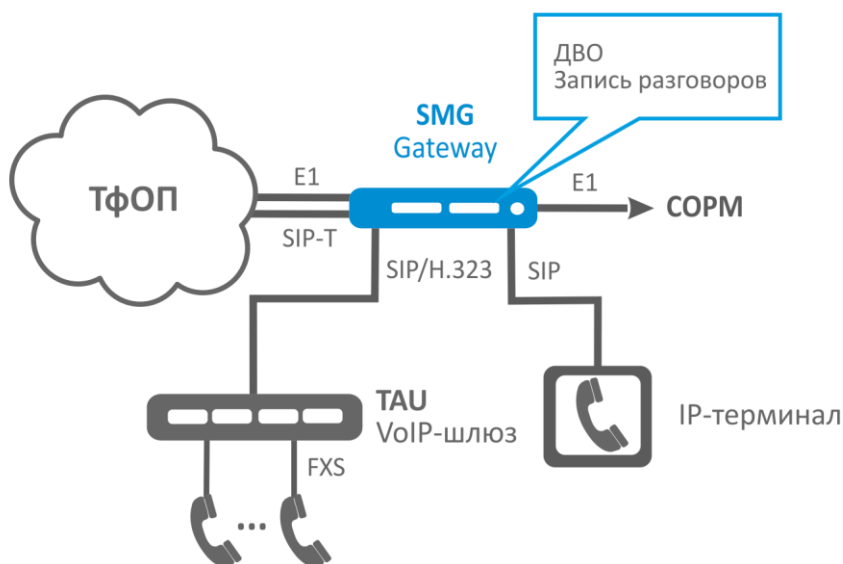 ДВО
Запись разговоров
SMG
Gateway
E1
E1
ТфОП
СОРМ
SIP-T
SIP/H.323
SIP
TAU
VoIP-шлюз
IP-терминал
FXS
...